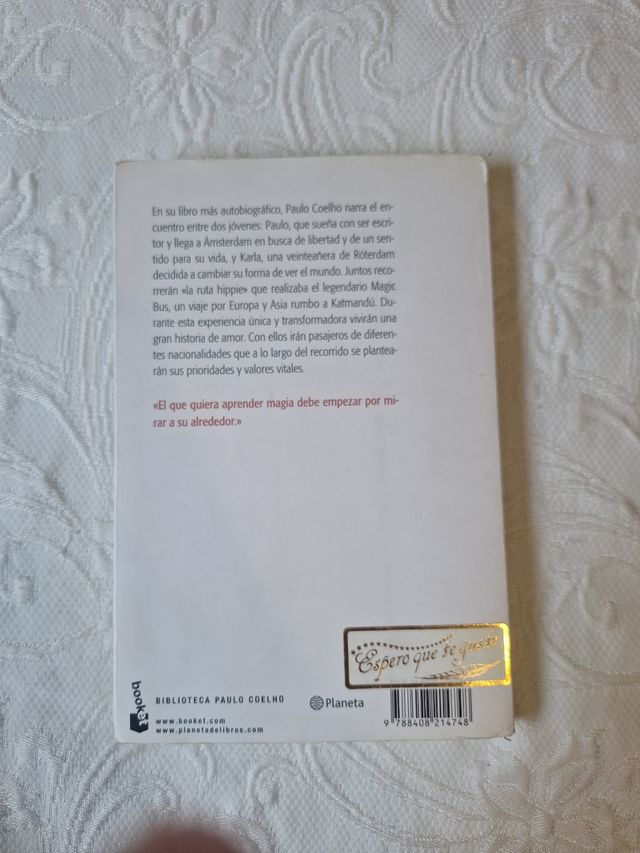 En su libro más autobiográfico, Paulo Coelho narra el en-
cuentro entre dos jóvenes: Paulo, que sueña con ser escri-
tor y llega a Ámsterdam en busca de libertad y de un sen-
tido para su vida, y Karla, una veinteañera de Róterdam
decidida a cambiar su forma de ver el mundo. Juntos reco-
rrerán «la ruta hippie» que realizaba el legendario Magic
Bus, un viaje por Europa y Asia rumbo a Katmandú. Du-
rante esta experiencia única y transformadora vivirán una
gran historia de amor. Con ellos irán pasajeros de diferen-
tes nacionalidades que a lo largo del recorrido se plantea-
rán sus prioridades y valores vitales.
«El que quiera aprender magia debe empezar por mi-
rar a su alrededor.»
Espero que te guste
booket
BIBLIOTECA PAULO COELHO
www.booket.com
www.planetadelibros.com
Planeta
9 788408 214748